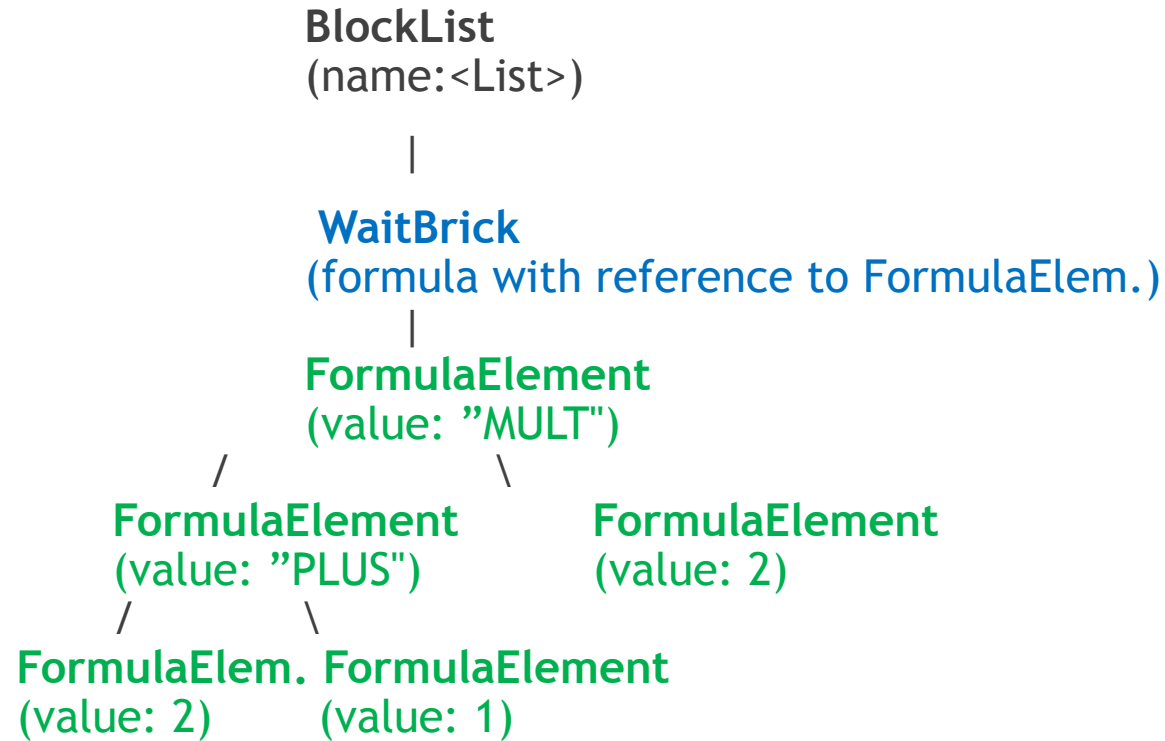 BlockList
(name:<List>)
|
WaitBrick
(formula with reference to FormulaElem.)
|
FormulaElement
(value: ”MULT")
/ \
FormulaElement FormulaElement
(value: ”PLUS") (value: 2)
/ \
FormulaElem. FormulaElement
(value: 2) (value: 1)